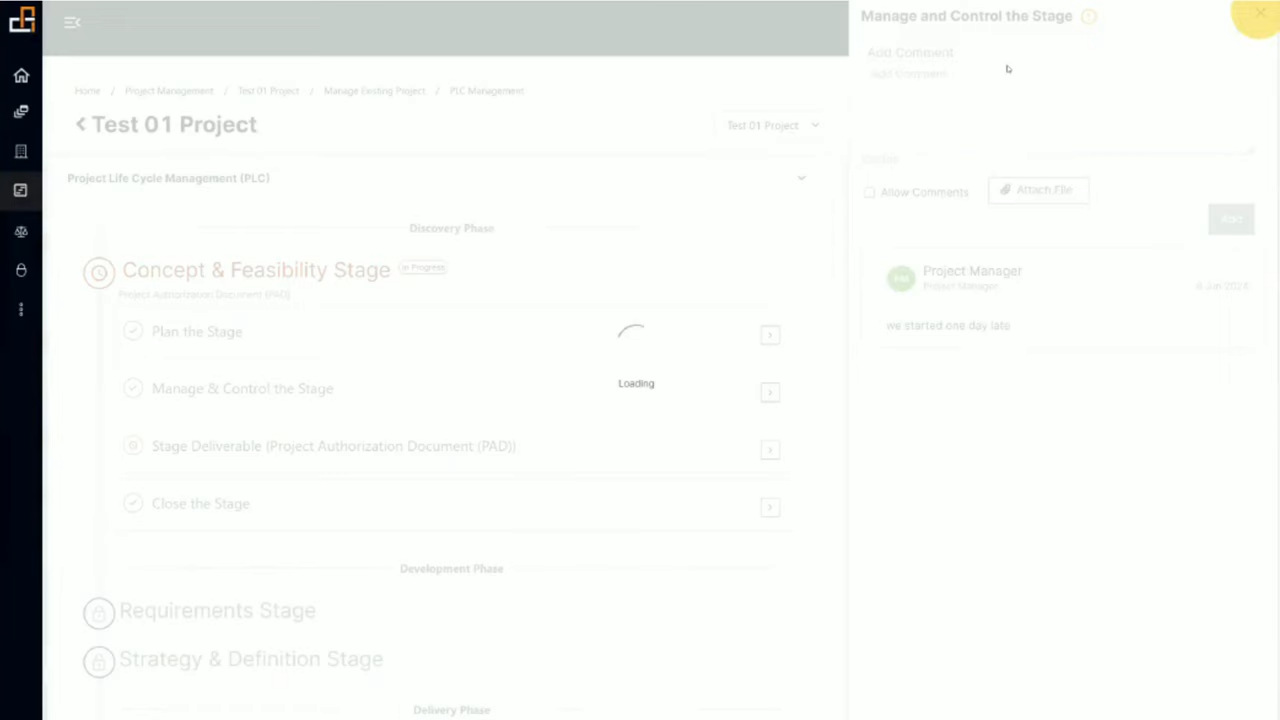 Manage and Control the Stage
Add Comment
Add Comment
Home / Project Management / Test 01 Project / Manage Existing Project / PLC Management
Test 01 Project
Test 01 Project
Allow Comments
Attach File
Add
Project Life Cycle Management (PLC)
Discovery Phase
Concept & Feasibility Stage
In Progress
Project Authorization Document (PAD)
Plan the Stage
Manage & Control the Stage
Stage Deliverable (Project Authorization Document (PAD))
Close the Stage
Loading
Project Manager
Project Manager
we started one day late
Development Phase
Requirements Stage
Strategy & Definition Stage
Delivery Phase